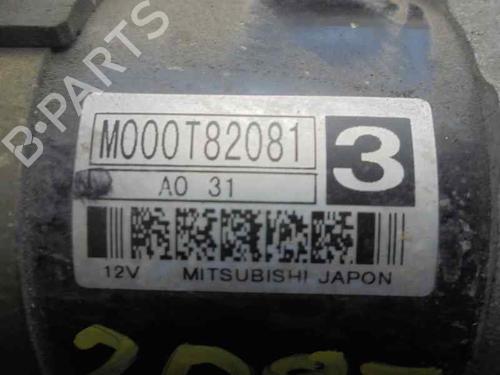 B-PARTS
M000T82081
3
A0 31
12V MITSUBISHI JAPON